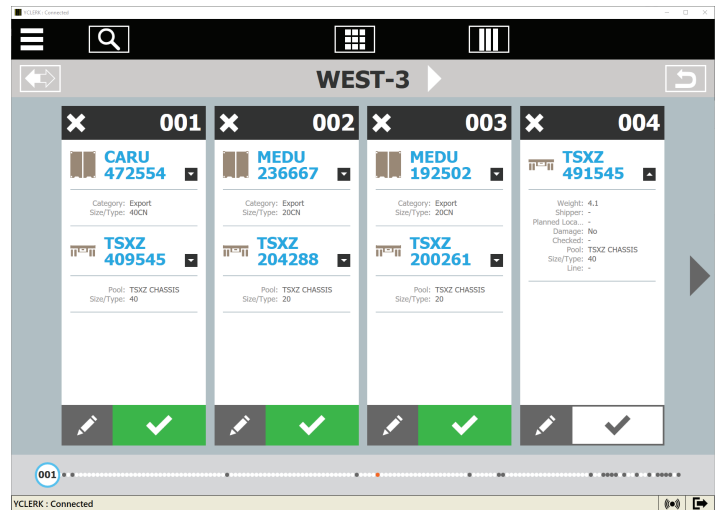 YCLERK : Connected
WEST-3
001
002
003
004
CARU
472554
Category: Export
Size/Type: 40CN
TSXZ
409545
Pool: TSXZ CHASSIS
Size/Type: 40
MEDU
236667
Category: Export
Size/Type: 20CN
TSXZ
204288
Pool: TSXZ CHASSIS
Size/Type: 20
MEDU
192502
Category: Export
Size/Type: 20CN
TSXZ
200261
Pool: TSXZ CHASSIS
Size/Type: 20
TSXZ
491545
Weight: 4.1
Shipper: -
Planned Loca... -
Damage: No
Checked: -
Pool: TSXZ CHASSIS
Size/Type: 40
Line: -
001
YCLERK : Connected